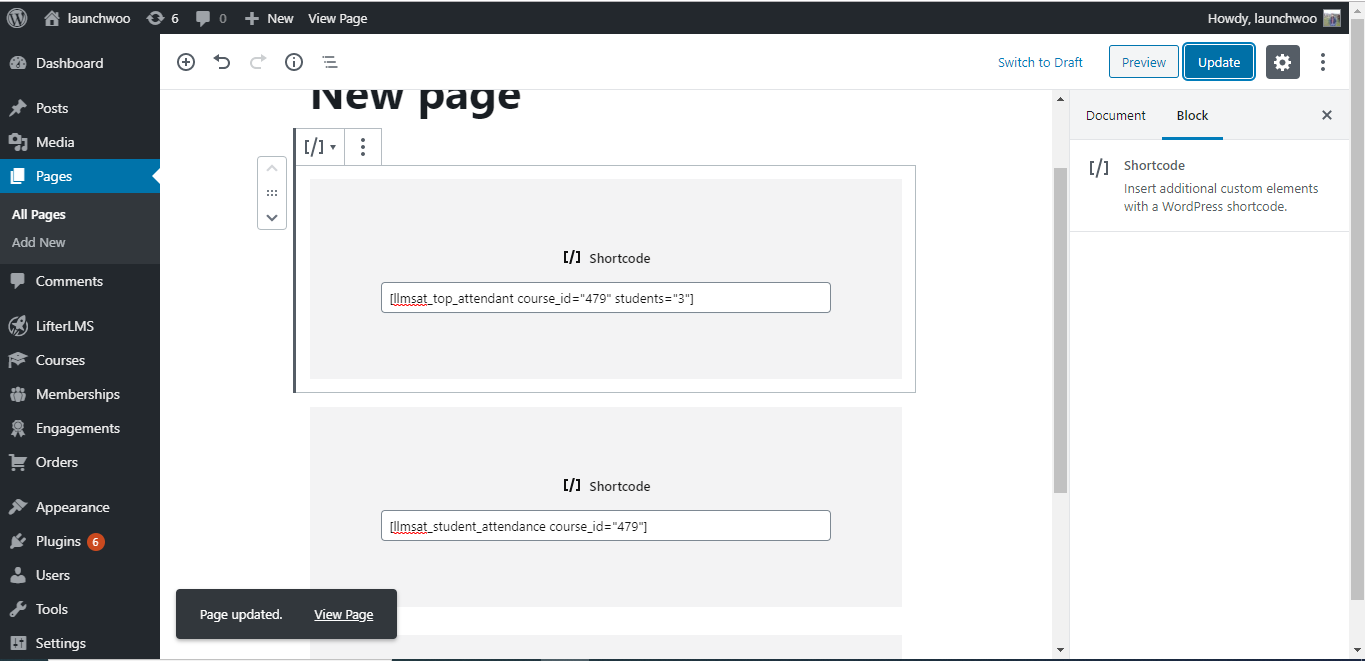 launchwoo 6 0 New View Page Howdy, launchwoo
Dashboard
Posts
Media
Pages
All Pages
Add New
Comments
LifterLMS
Courses
Memberships
Engagements
Orders
Appearance
Plugins 6
Users
Tools
Settings
Switch to Draft Preview Update
New page
[/]
[/] Shortcode
[llmsat_top_attendant course_id="479" students="3"]
[/] Shortcode
[llmsat_student_attendance course_id="479"]
Page updated. View Page
Document Block
[/] Shortcode
Insert additional custom elements
with a WordPress shortcode.